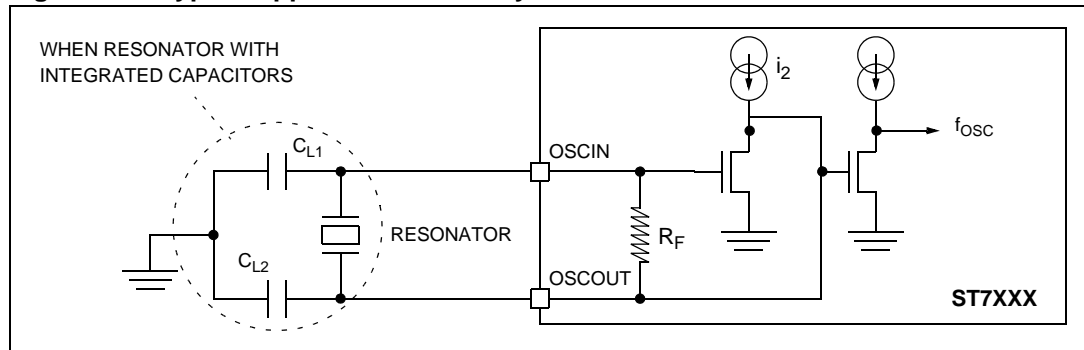 WHEN RESONATOR WITH
INTEGRATED CAPACITORS
CL1
OSCIN
i2
fOSC
RESONATOR
RF
CL2
OSCOUT
ST7XXX